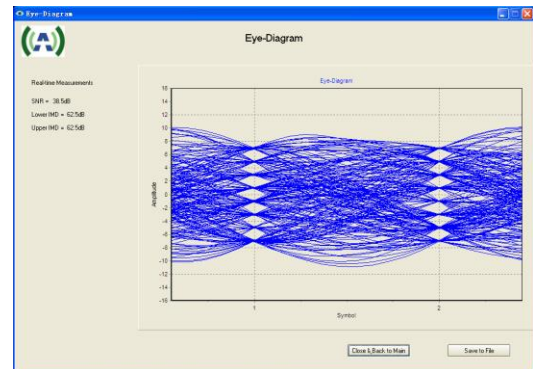 Eye-Diagram
(A)
Eye-Diagram
Real-time Measurements
SNR = 38.5dB
Lower IMD = 62.5dB
Upper IMD = 62.5dB
Eye-Diagram
16
14
12
10
8
6
4
2
0
-2
-4
-6
-8
-10
-12
-14
-16
Amplitude
1
2
Symbol
Close & Back to Main
Save to File